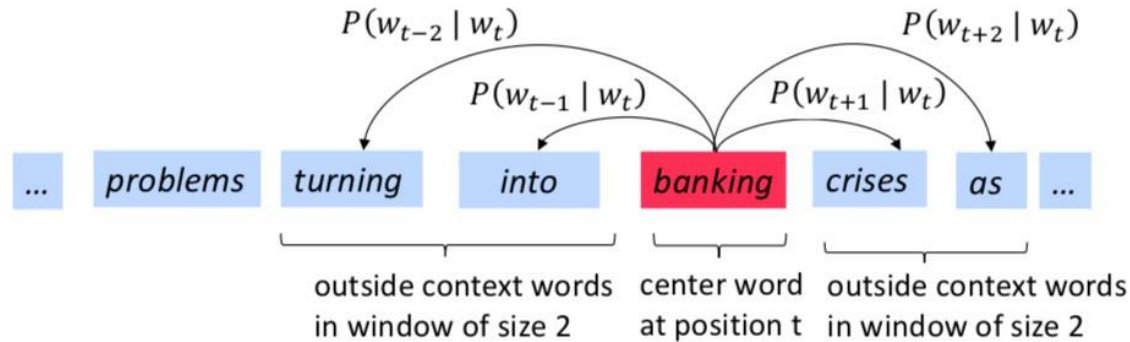 P(w_{t−2} | w_t) P(w_{t+2} | w_t)
P(w_{t−1} | w_t) P(w_{t+1} | w_t)
... problems turning into banking crises as ...
outside context words center word outside context words
in window of size 2 at position t in window of size 2